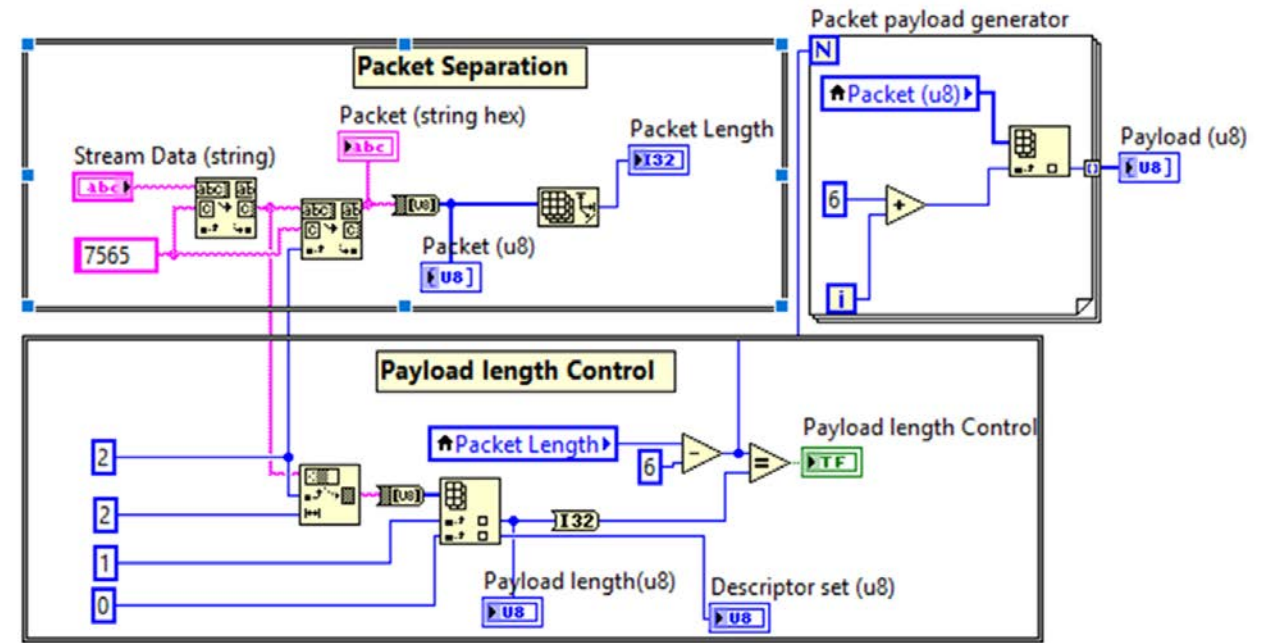 Packet payload generator
N
Packet (u8)
6
+
i
Payload (u8)
U8
Packet Separation
Packet (string hex)
abc
Packet Length
I32
Stream Data (string)
abc
7565
[U8]
Packet (u8)
U8
Payload length Control
Packet Length
6
-
=
Payload length Control
TF
2
2
1
0
[U8]
I32
Payload length(u8)
U8
Descriptor set (u8)
U8